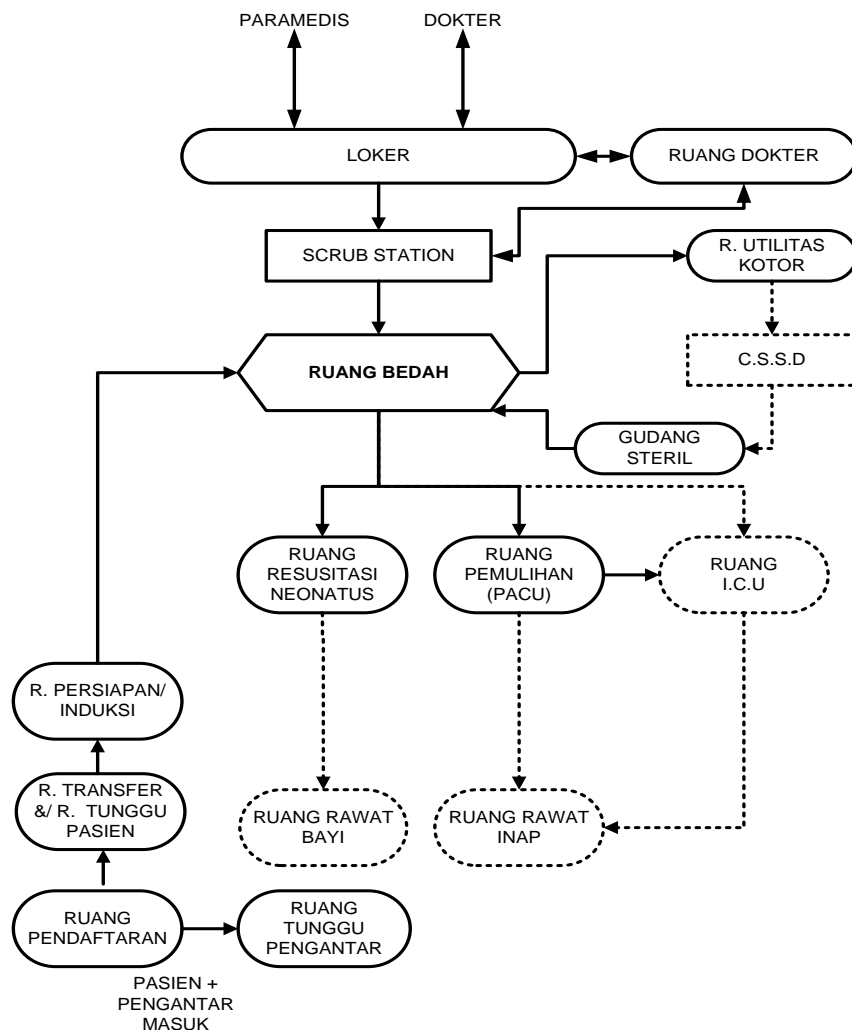 PARAMEDIS
DOKTER
LOKER
RUANG DOKTER
SCRUB STATION
R. UTILITAS
KOTOR
RUANG BEDAH
C.S.S.D
GUDANG
STERIL
RUANG
RESUSITASI
NEONATUS
RUANG
PEMULIHAN
(PACU)
RUANG
I.C.U
R. PERSIAPAN/
INDUKSI
R. TRANSFER
&/ R. TUNGGU
PASIEN
RUANG RAWAT
BAYI
RUANG RAWAT
INAP
RUANG
PENDAFTARAN
RUANG
TUNGGU
PENGANTAR
PASIEN +
PENGANTAR
MASUK